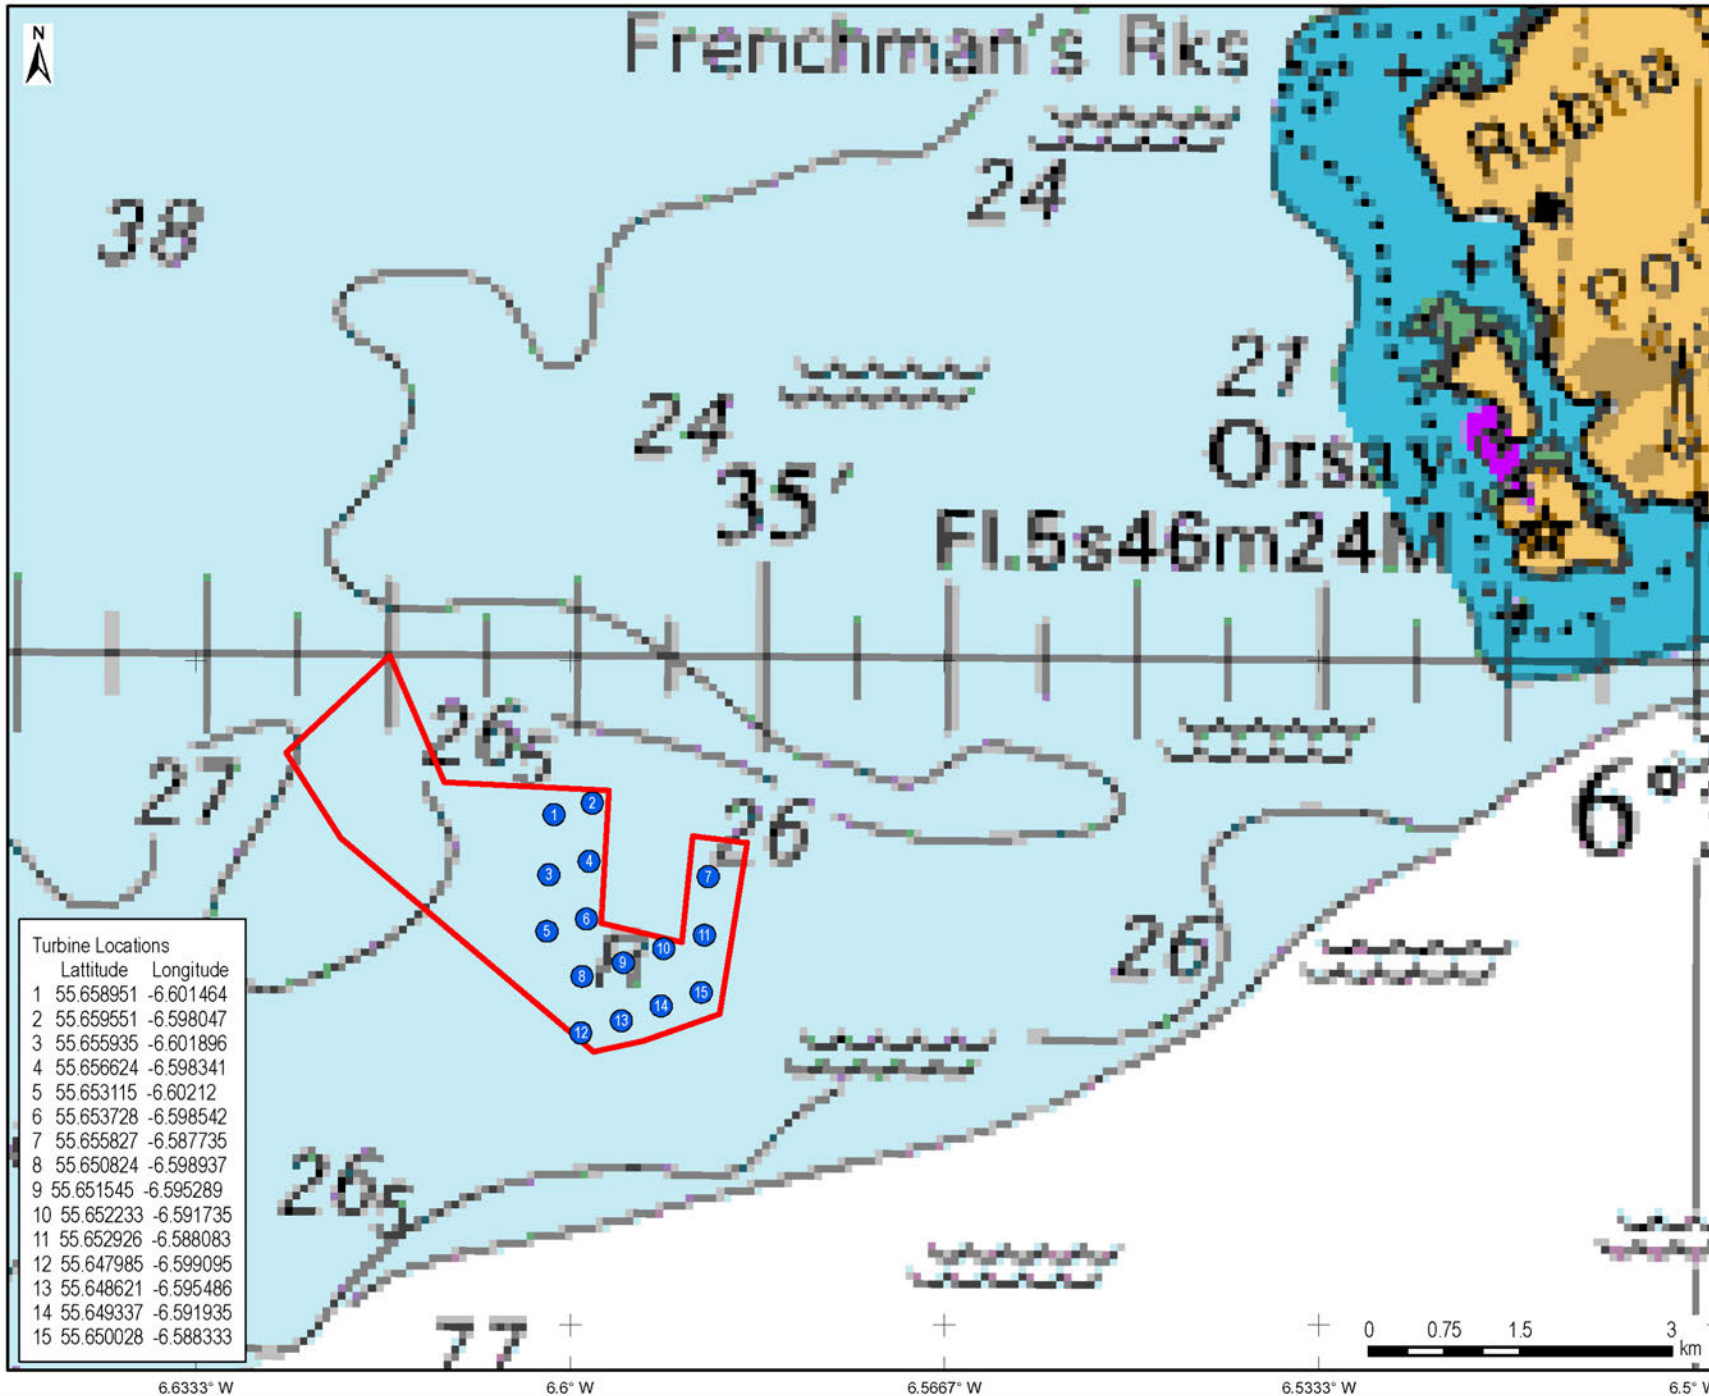 N
Frenchman's Rks
Rubha
38
24
Por
21
24
Orsay
35'
Fl.5s46m24M
26₅
27
26
6°
26
Turbine Locations
Lattitude Longitude
1 55.658951 -6.601464
2 55.659551 -6.598047
3 55.655935 -6.601896
4 55.656624 -6.598341
5 55.653115 -6.60212
6 55.653728 -6.598542
7 55.655827 -6.587735
8 55.650824 -6.598937
9 55.651545 -6.595289
10 55.652233 -6.591735
11 55.652926 -6.588083
12 55.647985 -6.599095
13 55.648621 -6.595486
14 55.649337 -6.591935
15 55.650028 -6.588333
1
2
3
4
5
6
7
8
9
10
11
12
13
14
15
26₅
77
0 0.75 1.5 3
km
6.6333° W 6.6° W 6.5667° W 6.5333° W 6.5° W